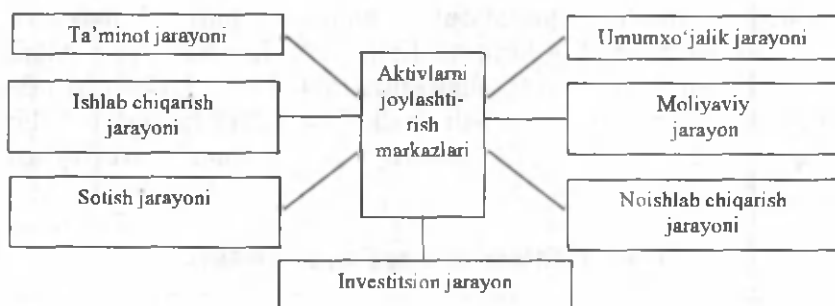 Ta’minot jarayoni
Ishlab chiqarish
jarayoni
Sotish jarayoni
Aktivlarni
joylashti-
rish
markazlari
Umumxo‘jalik jarayoni
Moliyaviy
jarayon
Noishlab chiqarish
jarayoni
Investitsion jarayon